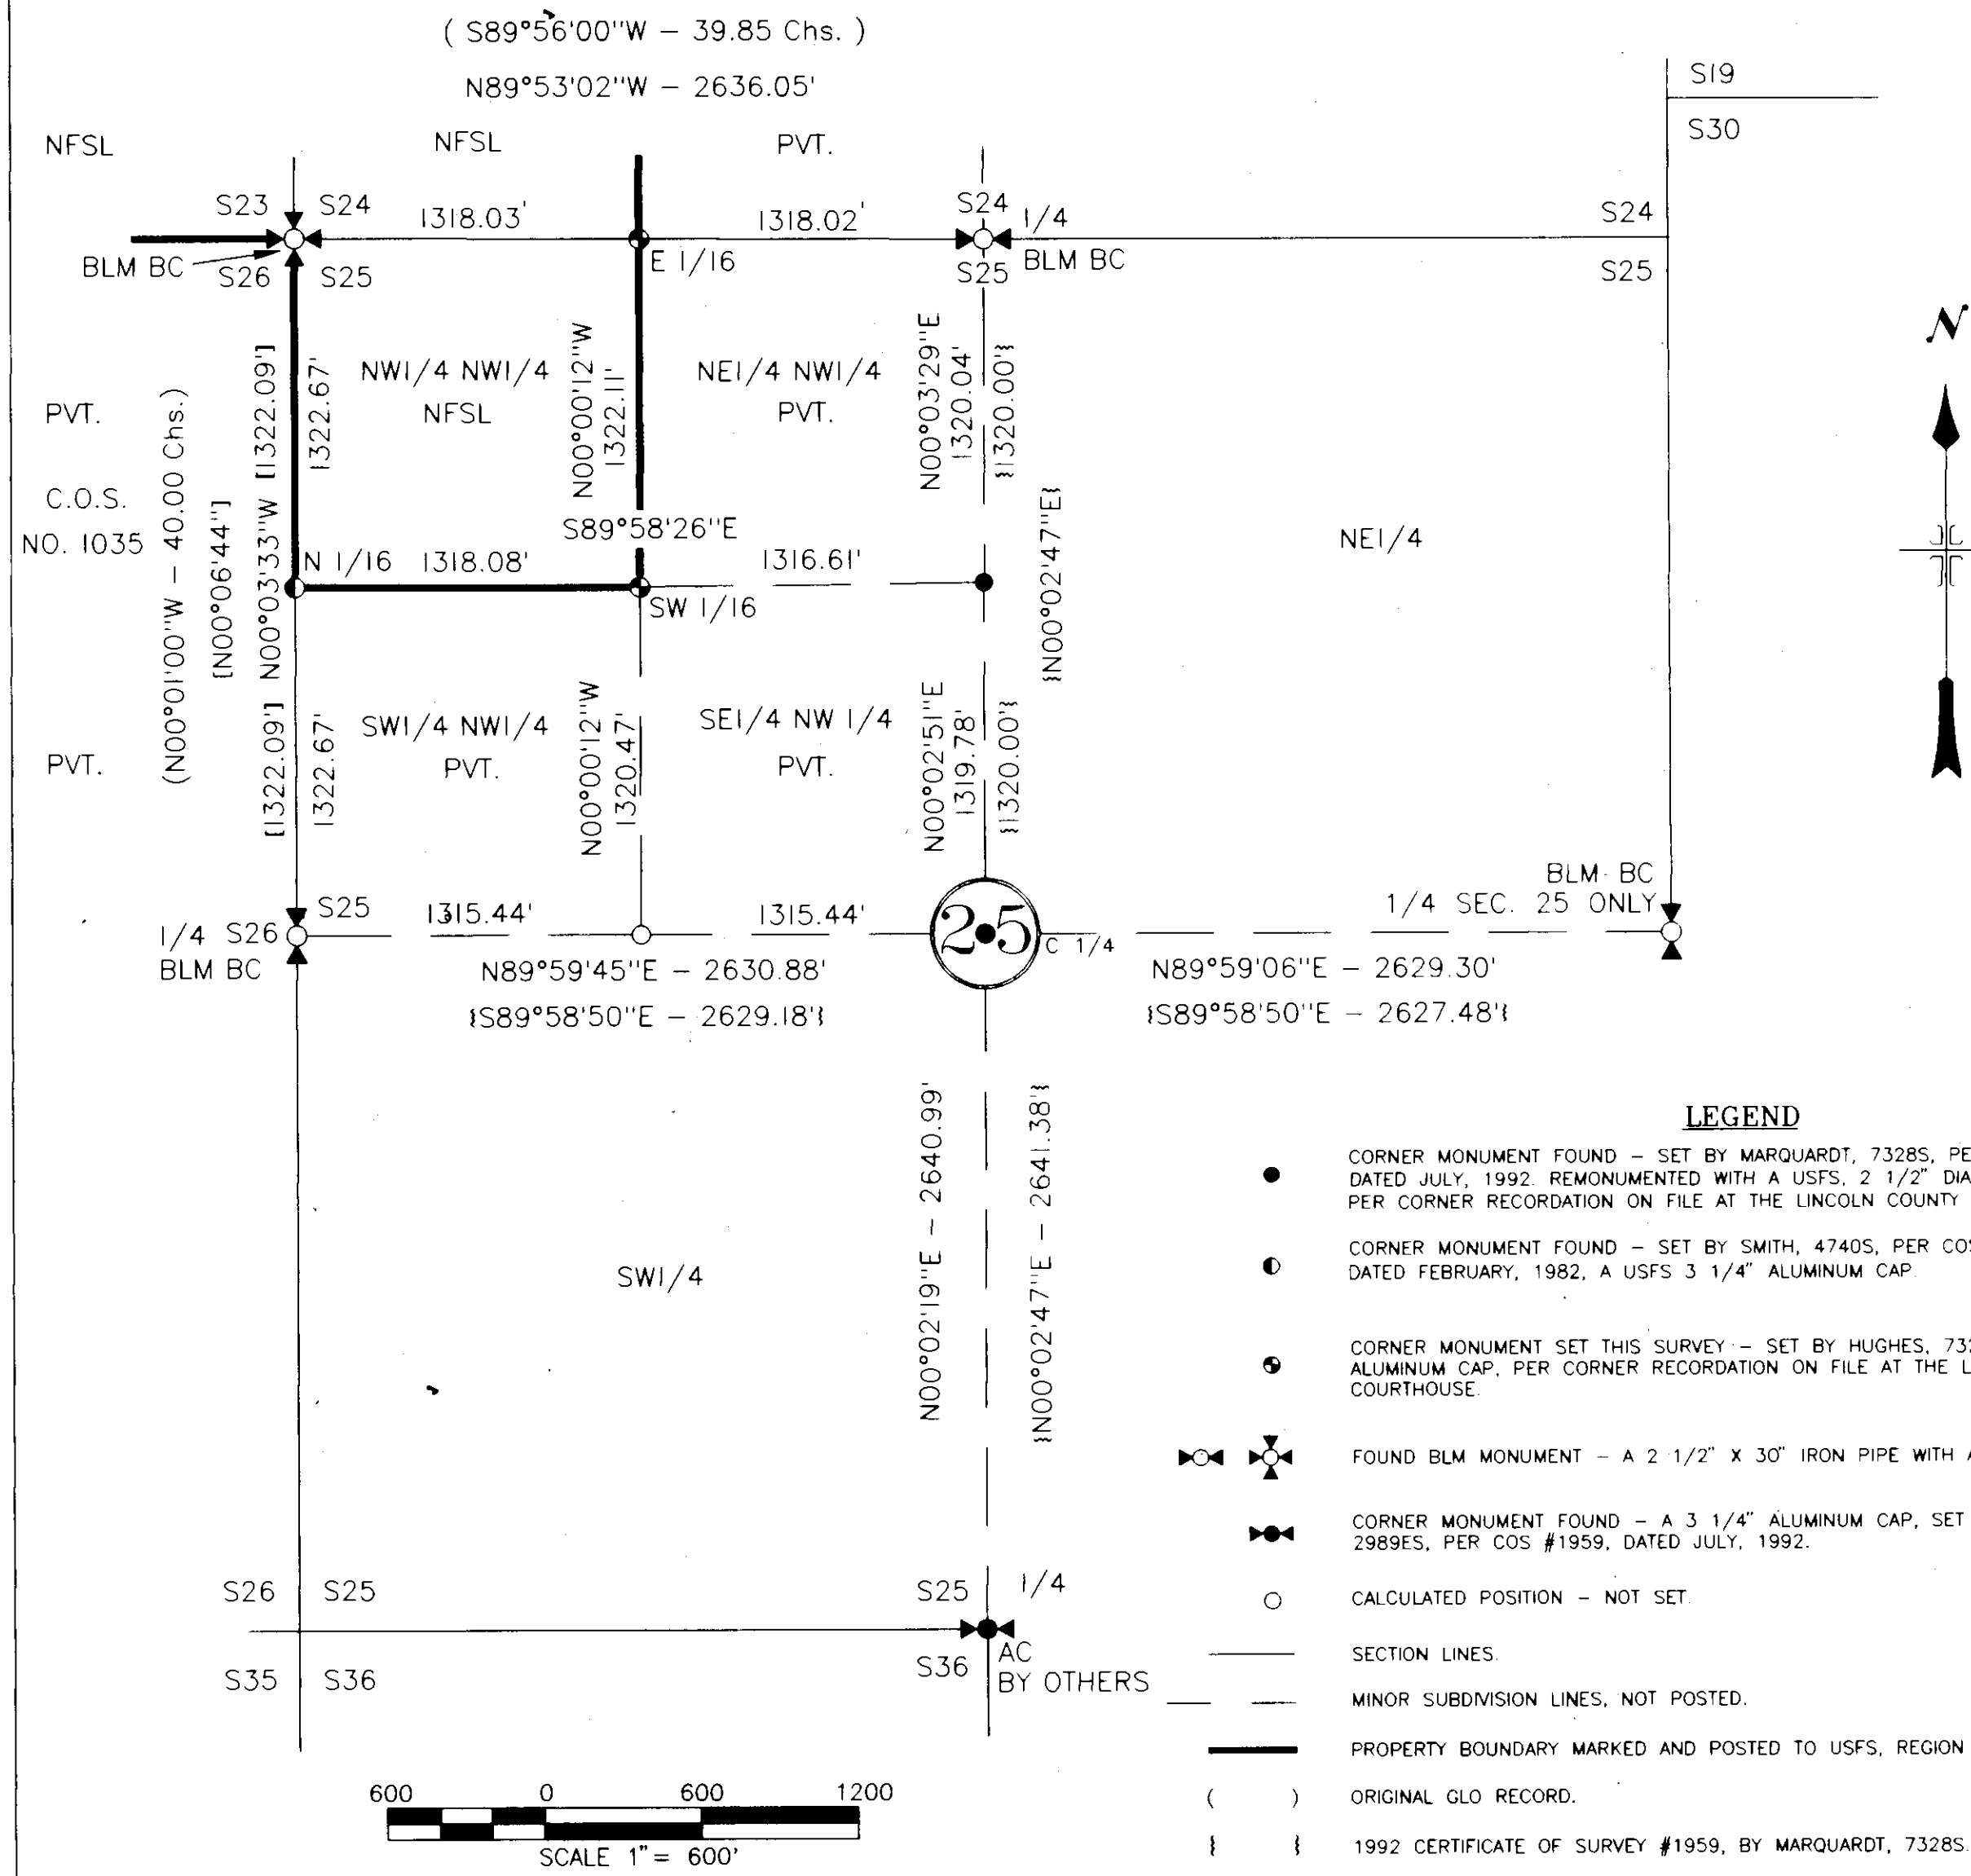 ( S89°56'00"W – 39.85 Chs. )
N89°53'02"W – 2636.05'
S19
S30
NFSL
NFSL
PVT.
S23
S24
1318.03'
1318.02'
S24
1/4
S24
BLM BC
S26
S25
E 1/16
S25
BLM BC
S25
N
[1322.09']
1322.67'
NW1/4 NW1/4
NFSL
N00°00'12"W
1322.11'
NE1/4 NW1/4
PVT.
N00°03'29"E
1320.04'
{1320.00'}
PVT.
C.O.S.
NO. 1035
(N00°01'00"W – 40.00 Chs.)
[N00°06'44"]
N00°03'33"W
S89°58'26"E
{N00°02'47"E}
NE1/4
N 1/16
1318.08'
1316.61'
SW 1/16
PVT.
[1322.09']
1322.67'
SW1/4 NW1/4
PVT.
N00°00'12"W
1320.47'
SE1/4 NW 1/4
PVT.
N00°02'51"E
1319.78'
{1320.00'}
BLM BC
1/4 SEC. 25 ONLY
1/4 S26
S25
BLM BC
1315.44'
1315.44'
25
C 1/4
N89°59'45"E – 2630.88'
{S89°58'50"E – 2629.18'}
N89°59'06"E – 2629.30'
{S89°58'50"E – 2627.48'}
N00°02'19"E – 2640.99'
{N00°02'47"E – 2641.38'}
SW1/4
S26
S25
S25
1/4
S35
S36
S36
AC
BY OTHERS
600 0 600 1200
SCALE 1" = 600'
LEGEND
CORNER MONUMENT FOUND – SET BY MARQUARDT, 7328S, PE
DATED JULY, 1992. REMONUMENTED WITH A USFS, 2 1/2" DIA
PER CORNER RECORDATION ON FILE AT THE LINCOLN COUNTY
CORNER MONUMENT FOUND – SET BY SMITH, 4740S, PER COS
DATED FEBRUARY, 1982, A USFS 3 1/4" ALUMINUM CAP.
CORNER MONUMENT SET THIS SURVEY – SET BY HUGHES, 732
ALUMINUM CAP, PER CORNER RECORDATION ON FILE AT THE L
COURTHOUSE.
FOUND BLM MONUMENT – A 2 1/2" X 30" IRON PIPE WITH A
CORNER MONUMENT FOUND – A 3 1/4" ALUMINUM CAP, SET
2989ES, PER COS #1959, DATED JULY, 1992.
CALCULATED POSITION – NOT SET.
SECTION LINES.
MINOR SUBDIVISION LINES, NOT POSTED.
PROPERTY BOUNDARY MARKED AND POSTED TO USFS, REGION
( ) ORIGINAL GLO RECORD.
{ } 1992 CERTIFICATE OF SURVEY #1959, BY MARQUARDT, 7328S.